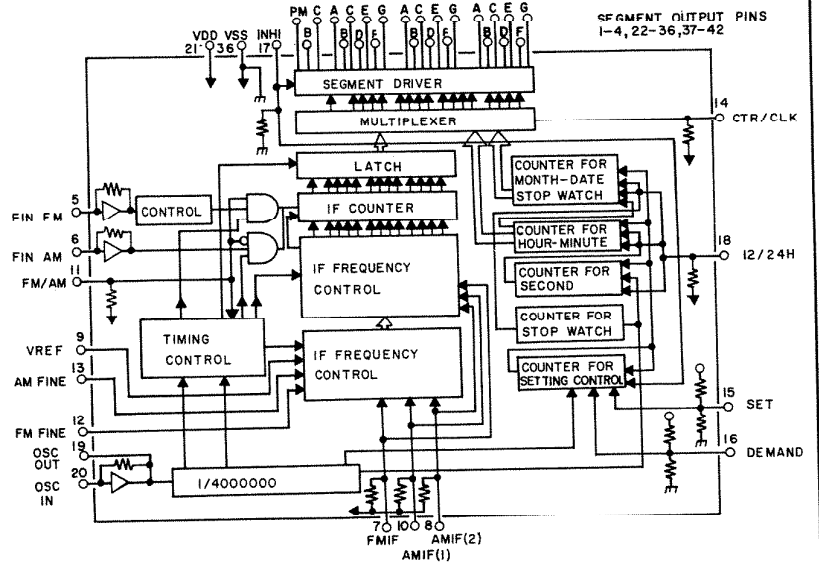 PM C A C E G A C E G A C E G
B B D F B D F B D F
SEGMENT OUTPUT PINS
1-4, 22-36, 37-42
VDD VSS INHI
21 36 17
SEGMENT DRIVER
MULTIPLEXER
14
CTR/CLK
LATCH
COUNTER FOR
MONTH-DATE
STOP WATCH
5
FIN FM
CONTROL
IF COUNTER
COUNTER FOR
HOUR-MINUTE
6
FIN AM
18
12/24H
11
FM/AM
IF FREQUENCY
CONTROL
COUNTER FOR
SECOND
COUNTER FOR
STOP WATCH
9
VREF
TIMING
CONTROL
IF FREQUENCY
CONTROL
COUNTER FOR
SETTING CONTROL
13
AM FINE
15
SET
12
FM FINE
16
DEMAND
19
OSC
OUT
20
OSC
IN
1/4000000
7 10 8
FMIF AMIF(2)
AMIF(1)